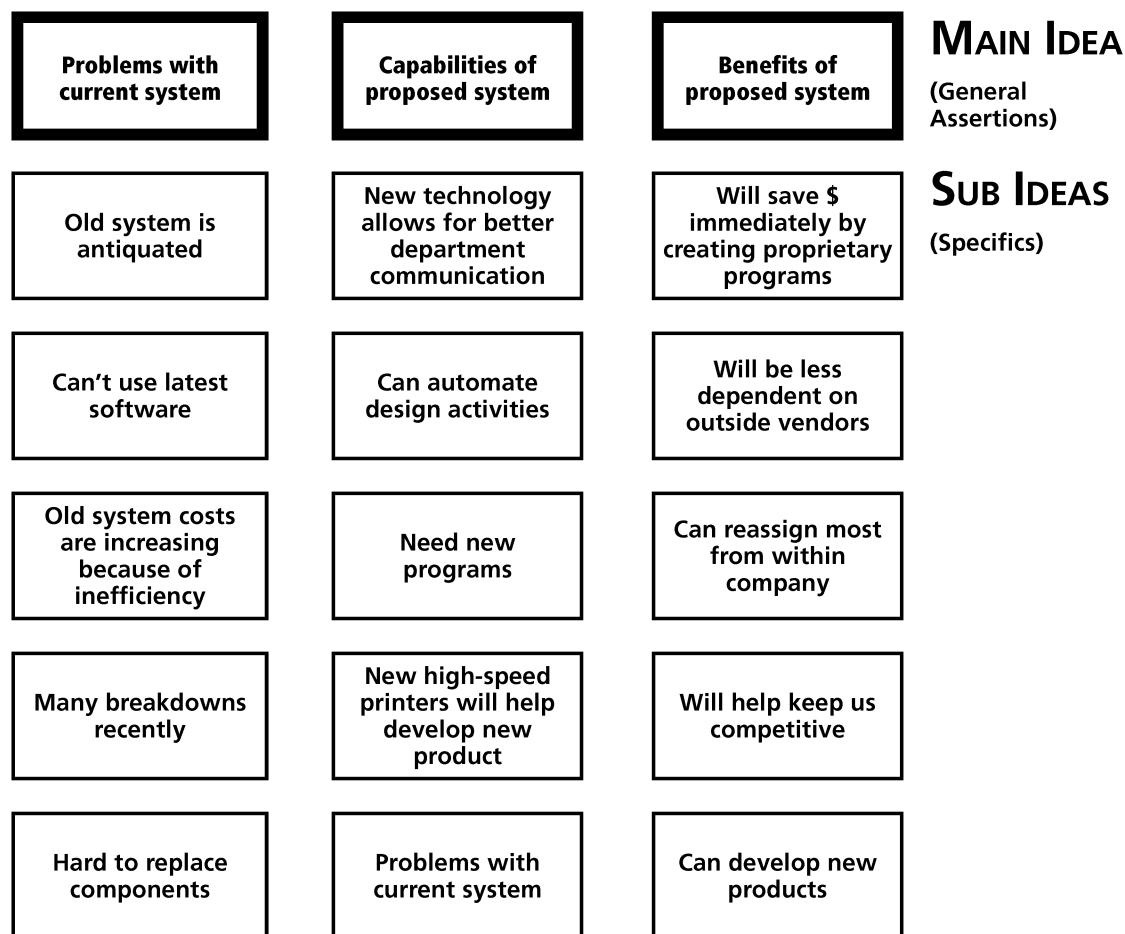 Problems with
current system
Capabilities of
proposed system
Benefits of
proposed system
MAIN IDEA
(General
Assertions)
Old system is
antiquated
New technology
allows for better
department
communication
Will save $
immediately by
creating proprietary
programs
SUB IDEAS
(Specifics)
Can’t use latest
software
Can automate
design activities
Will be less
dependent on
outside vendors
Old system costs
are increasing
because of
inefficiency
Need new
programs
Can reassign most
from within
company
Many breakdowns
recently
New high-speed
printers will help
develop new
product
Will help keep us
competitive
Hard to replace
components
Problems with
current system
Can develop new
products